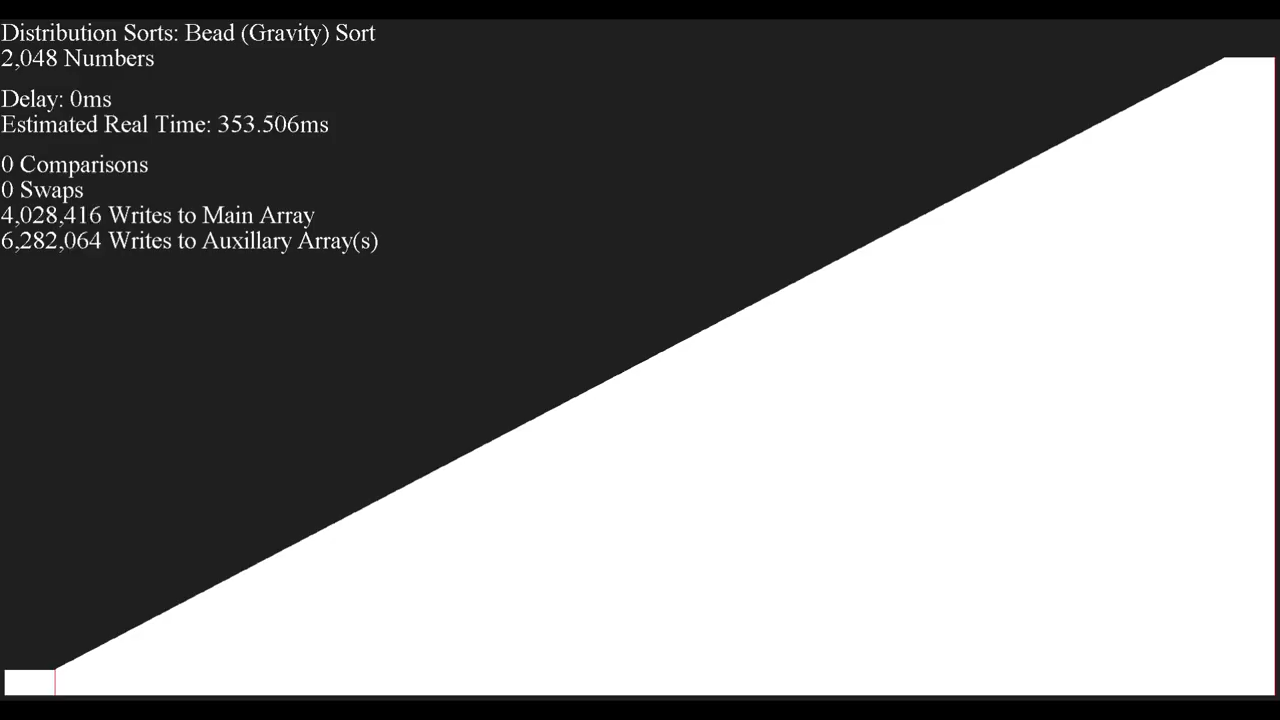 Distribution Sorts: Bead (Gravity) Sort
2,048 Numbers
Delay: 0ms
Estimated Real Time: 353.506ms
0 Comparisons
0 Swaps
4,028,416 Writes to Main Array
6,282,064 Writes to Auxillary Array(s)